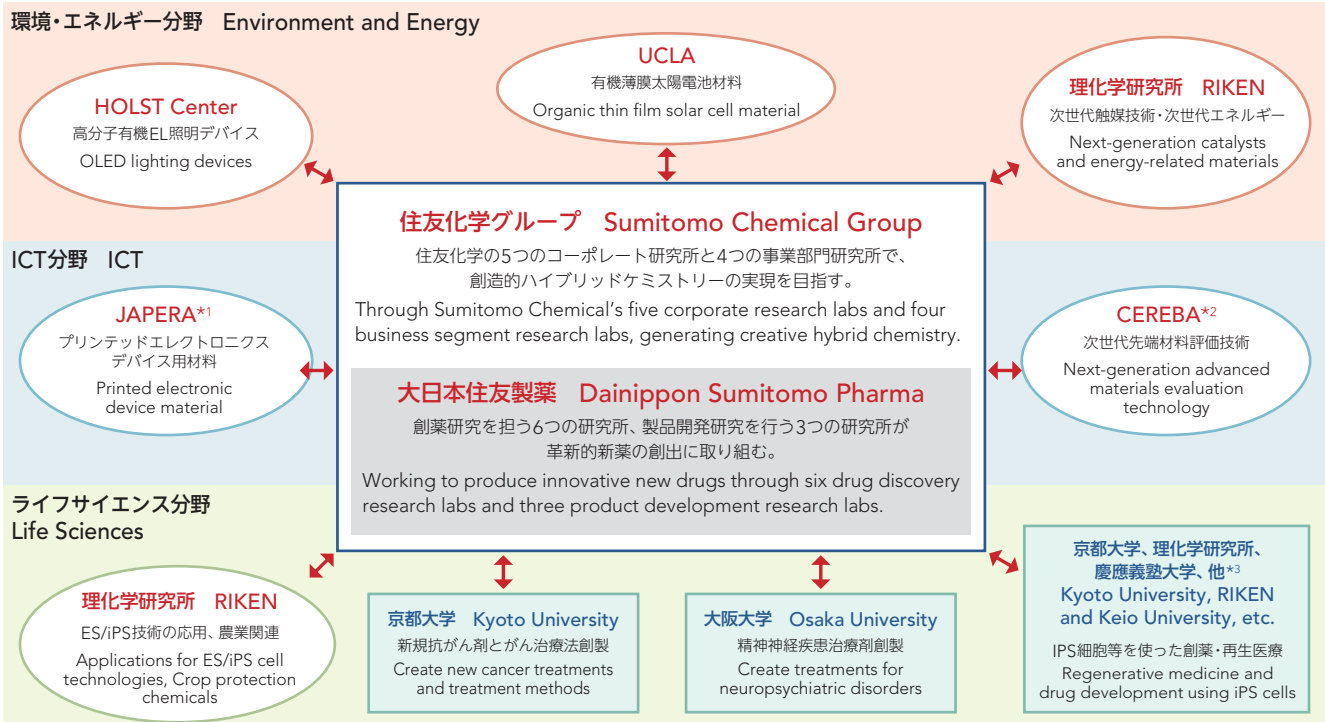 環境・エネルギー分野 Environment and Energy
HOLST Center
高分子有機EL照明デバイス
OLED lighting devices
UCLA
有機薄膜太陽電池材料
Organic thin film solar cell material
理化学研究所 RIKEN
次世代触媒技術・次世代エネルギー
Next-generation catalysts
and energy-related materials
住友化学グループ Sumitomo Chemical Group
住友化学の5つのコーポレート研究所と4つの事業部門研究所で、
創造的ハイブリッドケミストリーの実現を目指す。
Through Sumitomo Chemical's five corporate research labs and four
business segment research labs, generating creative hybrid chemistry.
大日本住友製薬 Dainippon Sumitomo Pharma
創薬研究を担う6つの研究所、製品開発研究を行う3つの研究所が
革新的新薬の創出に取り組む。
Working to produce innovative new drugs through six drug discovery
research labs and three product development research labs.
ICT分野 ICT
JAPERA*1
プリンテッドエレクトロニクス
デバイス用材料
Printed electronic
device material
CEREBA*2
次世代先端材料評価技術
Next-generation advanced
materials evaluation
technology
ライフサイエンス分野
Life Sciences
理化学研究所 RIKEN
ES/iPS技術の応用、農業関連
Applications for ES/iPS cell
technologies, Crop protection
chemicals
京都大学 Kyoto University
新規抗がん剤とがん治療法創製
Create new cancer treatments
and treatment methods
大阪大学 Osaka University
精神神経疾患治療剤創製
Create treatments for
neuropsychiatric disorders
京都大学、理化学研究所、
慶應義塾大学、他*3
Kyoto University, RIKEN
and Keio University, etc.
IPS細胞等を使った創薬・再生医療
Regenerative medicine and
drug development using iPS cells